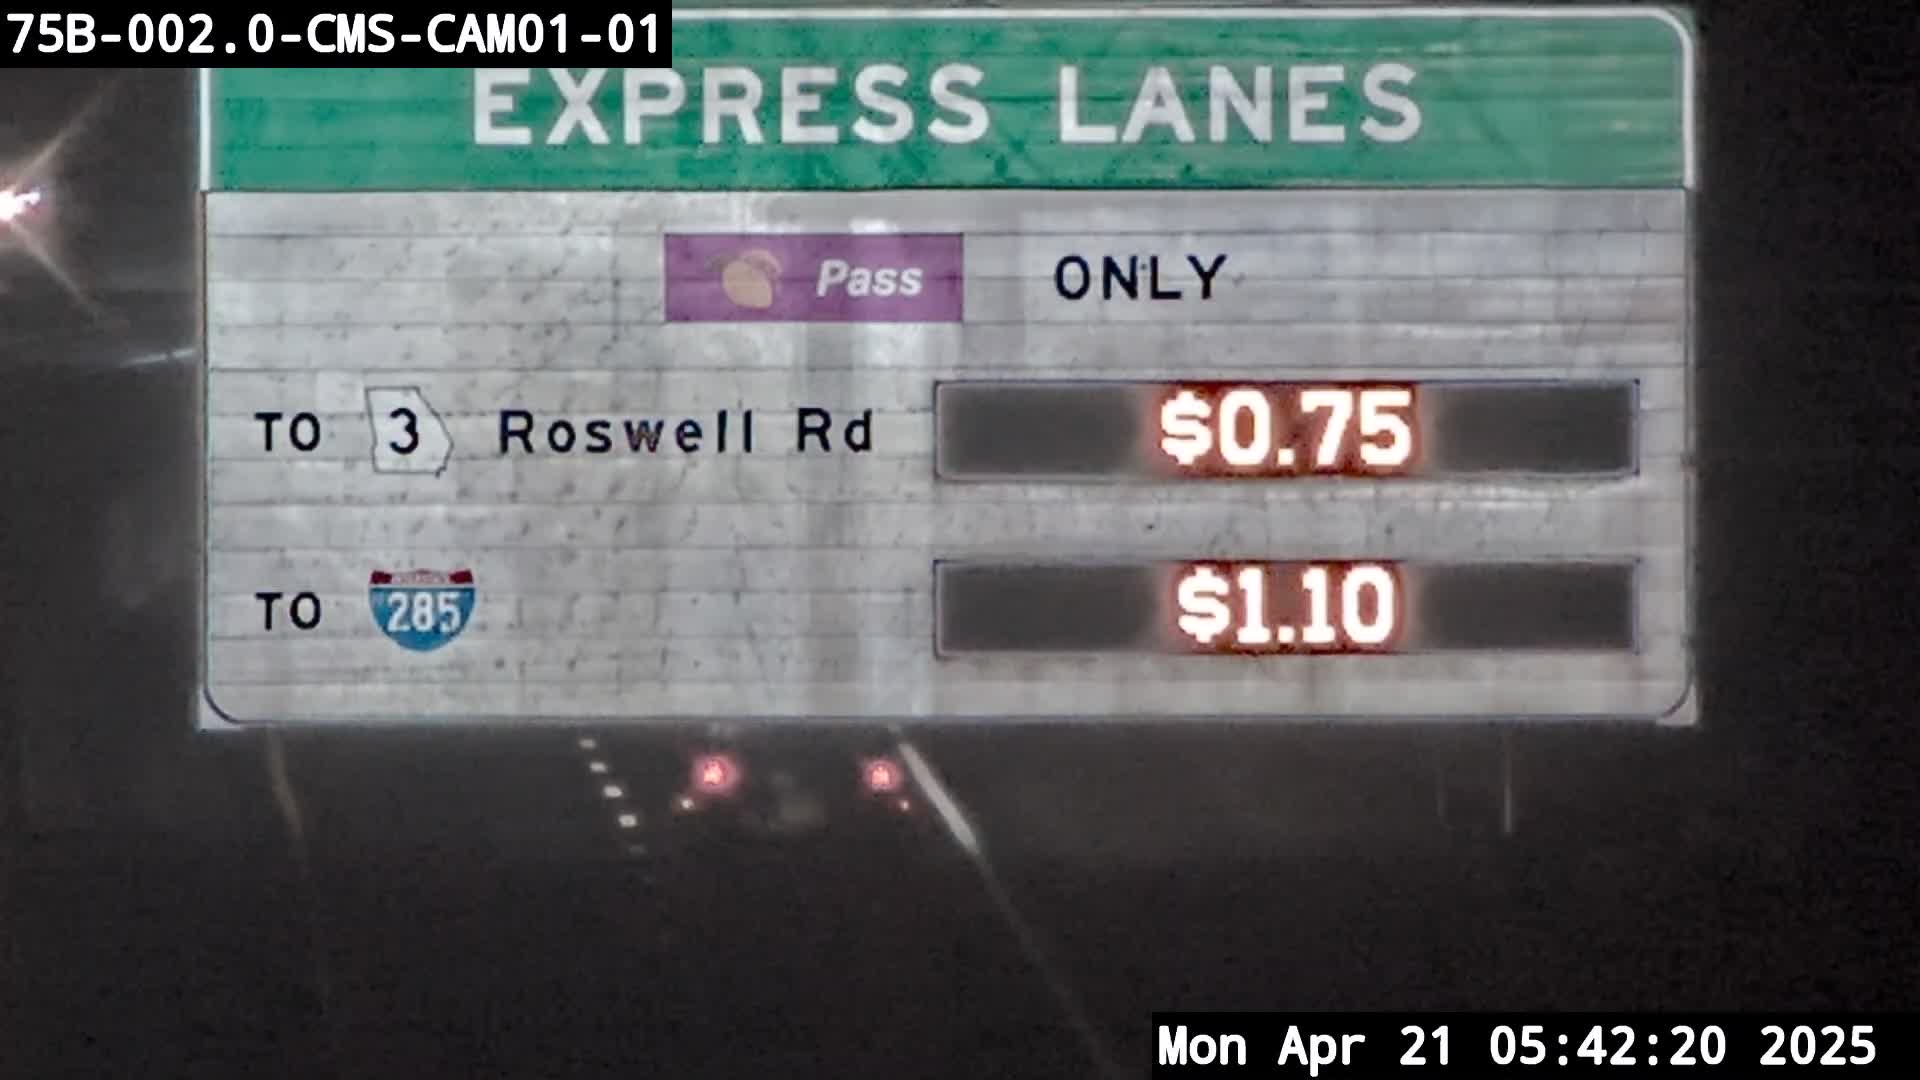 75B-002.0-CMS-CAM01-01
EXPRESS LANES
Pass ONLY
TO 3 Roswell Rd $0.75
TO 285 $1.10
Mon Apr 21 05:42:20 2025